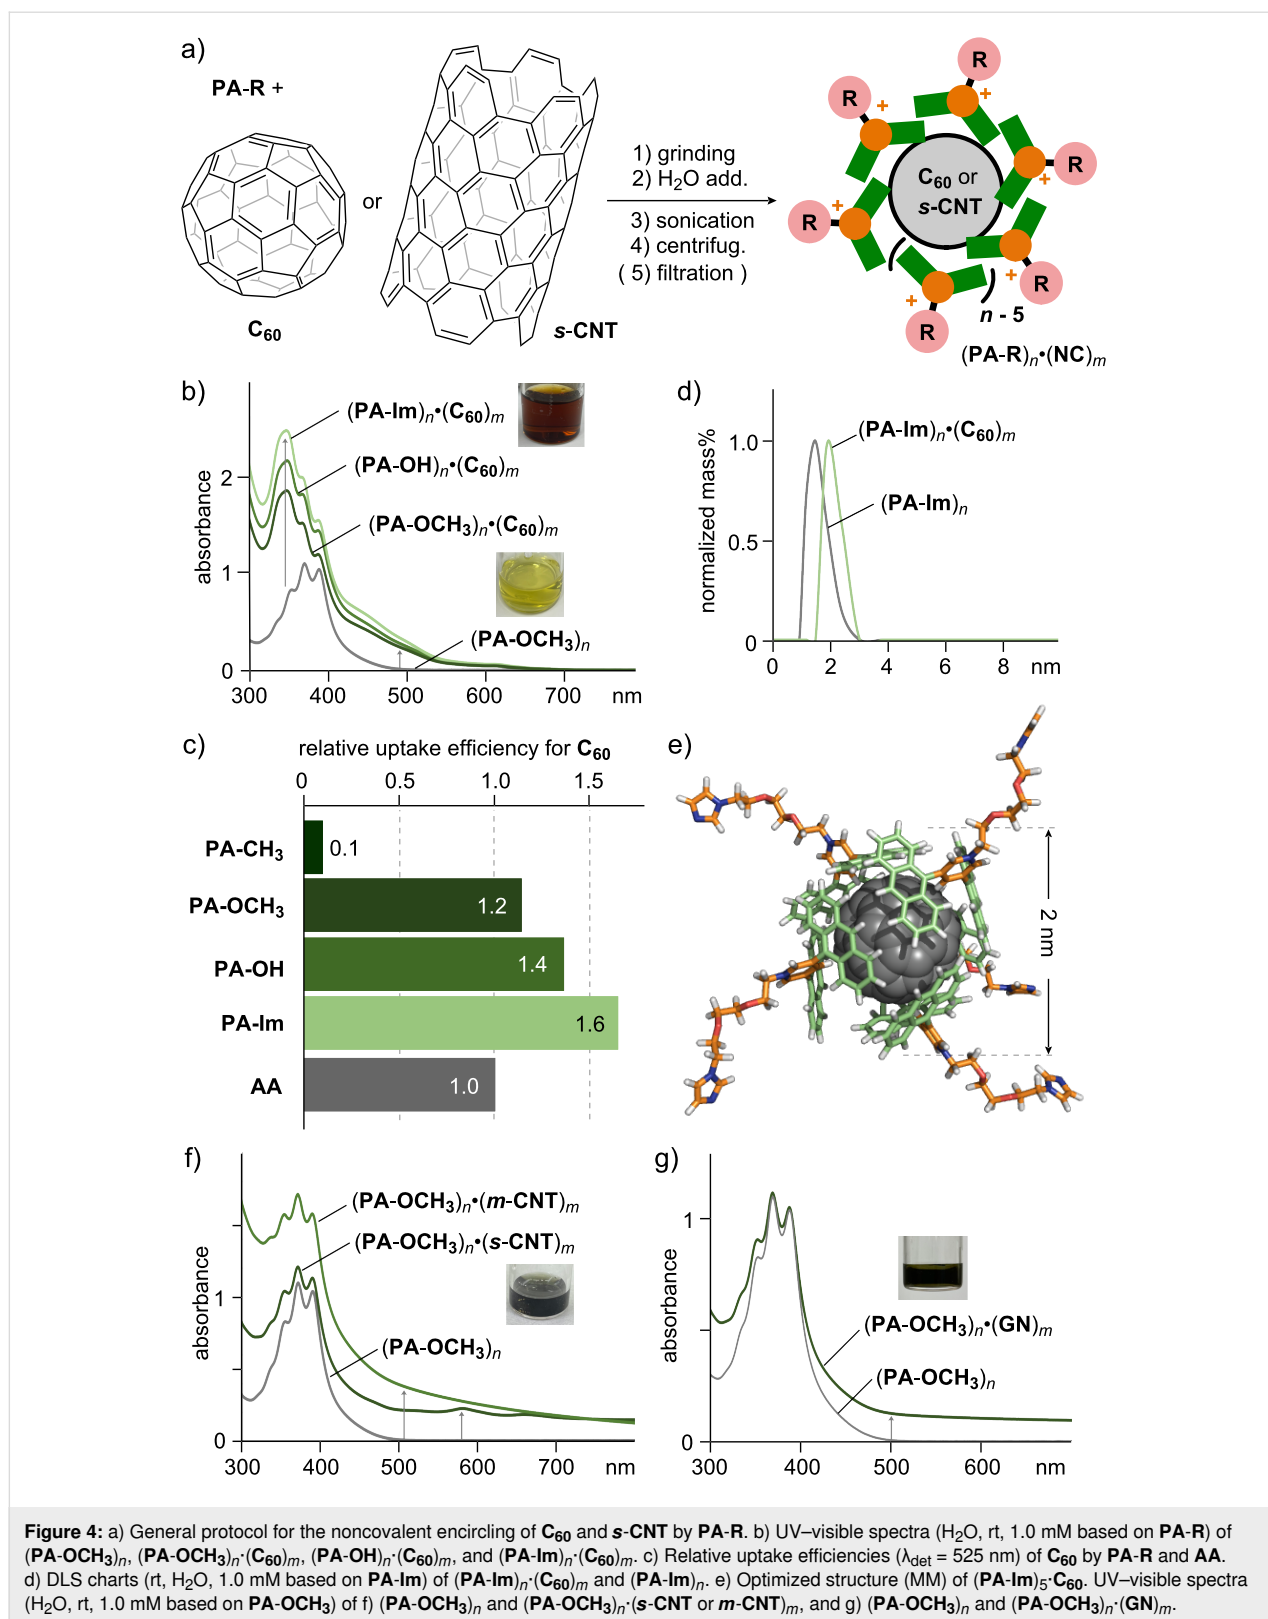 a)
PA-R +
C60
or
s-CNT
1) grinding
2) H2O add.
3) sonication
4) centrifug.
( 5) filtration )
R
R
R
R
R
R
+
+
+
+
+
+
C60 or
s-CNT
( )
n - 5
(PA-R)n•(NC)m
b)
absorbance
2
1
0
300 400 500 600 700 nm
(PA-Im)n•(C60)m
(PA-OH)n•(C60)m
(PA-OCH3)n•(C60)m
(PA-OCH3)n
d)
normalized mass%
1.0
0.5
0
0 2 4 6 8 nm
(PA-Im)n•(C60)m
(PA-Im)n
c)
relative uptake efficiency for C60
0 0.5 1.0 1.5
PA-CH3 0.1
PA-OCH3 1.2
PA-OH 1.4
PA-Im 1.6
AA 1.0
e)
2 nm
f)
absorbance
1
0
300 400 500 600 700 nm
(PA-OCH3)n•(m-CNT)m
(PA-OCH3)n•(s-CNT)m
(PA-OCH3)n
g)
absorbance
1
0
300 400 500 600 nm
(PA-OCH3)n•(GN)m
(PA-OCH3)n
Figure 4: a) General protocol for the noncovalent encircling of C60 and s-CNT by PA-R. b) UV–visible spectra (H2O, rt, 1.0 mM based on PA-R) of
(PA-OCH3)n, (PA-OCH3)n·(C60)m, (PA-OH)n·(C60)m, and (PA-Im)n·(C60)m. c) Relative uptake efficiencies (λdet = 525 nm) of C60 by PA-R and AA.
d) DLS charts (rt, H2O, 1.0 mM based on PA-Im) of (PA-Im)n·(C60)m and (PA-Im)n. e) Optimized structure (MM) of (PA-Im)5·C60. UV–visible spectra
(H2O, rt, 1.0 mM based on PA-OCH3) of f) (PA-OCH3)n and (PA-OCH3)n·(s-CNT or m-CNT)m, and g) (PA-OCH3)n and (PA-OCH3)n·(GN)m.